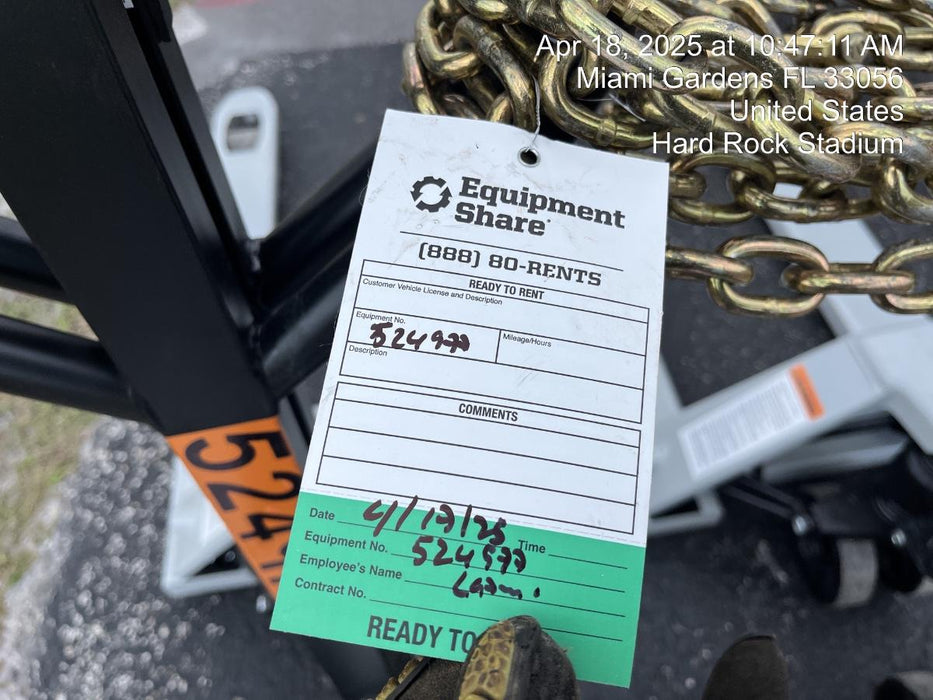 Apr 18, 2025 at 10:47:11 AM
Miami Gardens FL 33056
United States
Hard Rock Stadium
Equipment
Share
(888) 80-RENTS
READY TO RENT
Customer Vehicle License and Description
Equipment No.
524977
Mileage/Hours
Description
COMMENTS
Date 4/17/25 Time
Equipment No. 524977
Employee's Name
Contract No.
READY TO
524